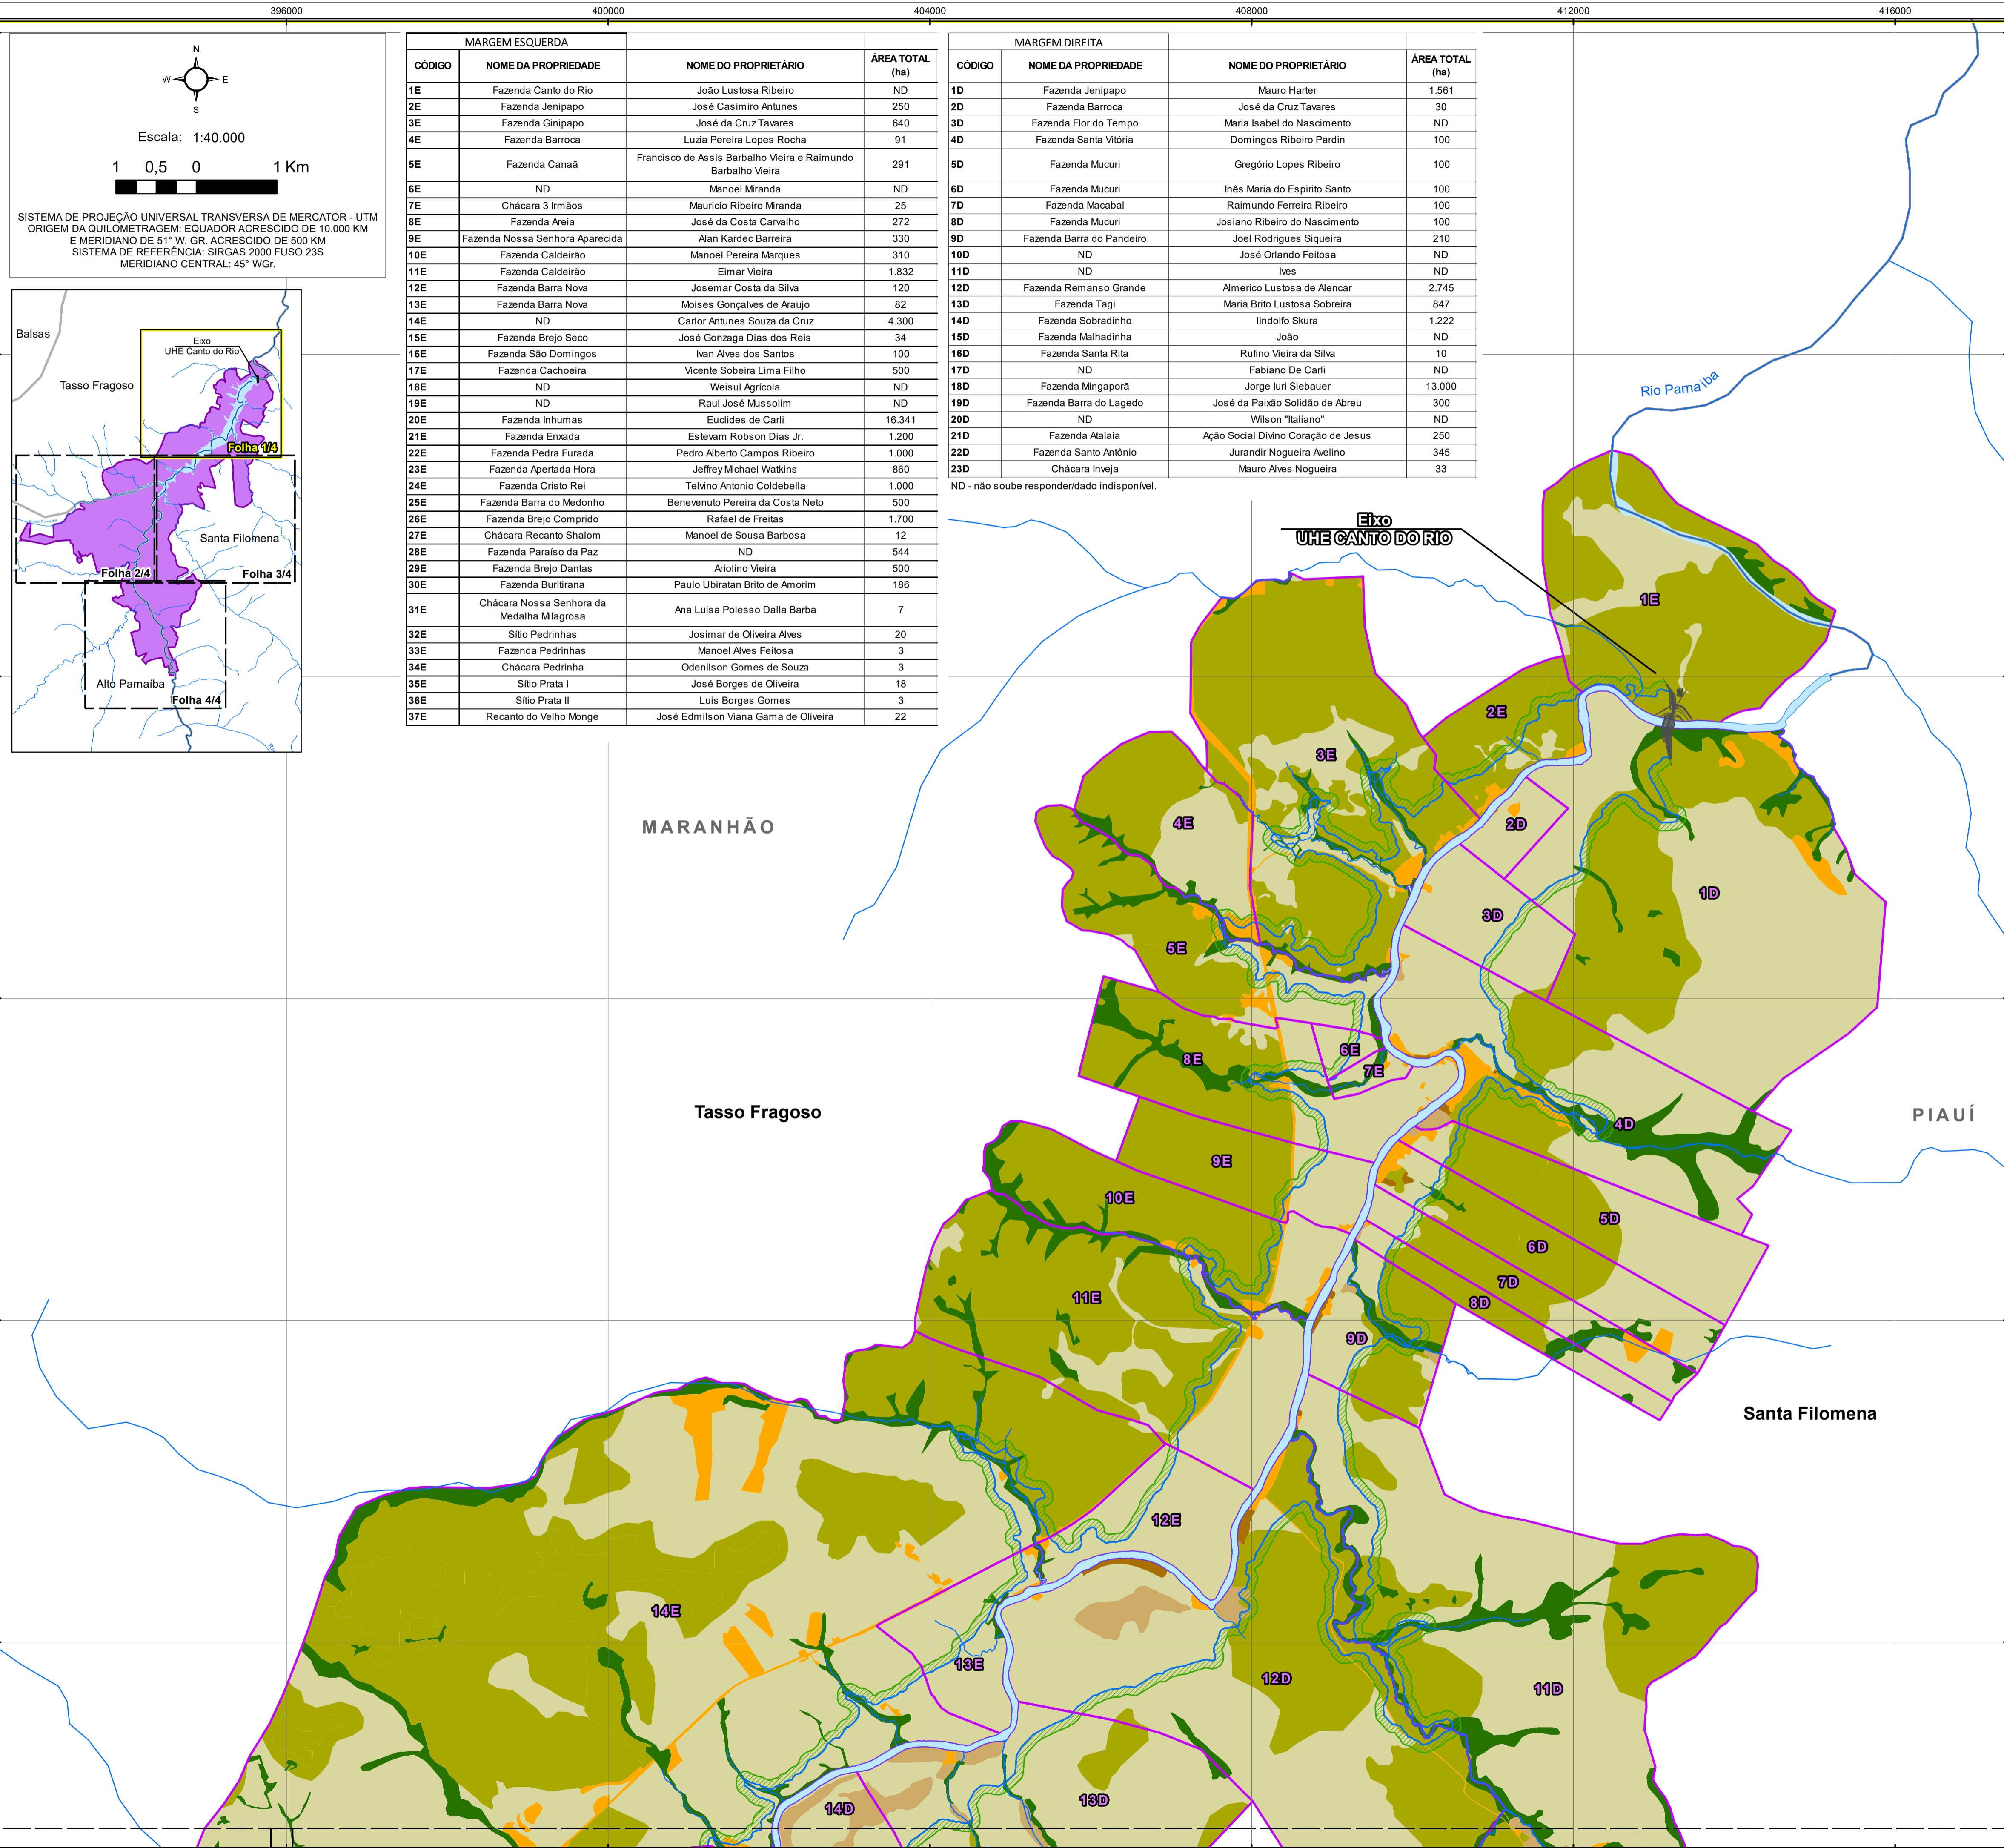 396000 400000 404000 408000 412000 416000
N
W E
S
Escala: 1:40.000
1 0,5 0 1 Km
SISTEMA DE PROJEÇÃO UNIVERSAL TRANSVERSA DE MERCATOR - UTM
ORIGEM DA QUILOMETRAGEM: EQUADOR ACRESCIDO DE 10.000 KM
E MERIDIANO DE 51° W. GR. ACRESCIDO DE 500 KM
SISTEMA DE REFERÊNCIA: SIRGAS 2000 FUSO 23S
MERIDIANO CENTRAL: 45° WGr.
Balsas
Eixo
UHE Canto do Rio
Tasso Fragoso
Folha 1/4
Santa Filomena
Folha 2/4
Folha 3/4
Alto Parnaíba
Folha 4/4
MARGEM ESQUERDA
CÓDIGO NOME DA PROPRIEDADE NOME DO PROPRIETÁRIO ÁREA TOTAL
(ha)
1E Fazenda Canto do Rio João Lustosa Ribeiro ND
2E Fazenda Jenipapo José Casimiro Antunes 250
3E Fazenda Ginipapo José da Cruz Tavares 640
4E Fazenda Barroca Luzia Pereira Lopes Rocha 91
5E Fazenda Canaã Francisco de Assis Barbalho Vieira e Raimundo
Barbalho Vieira 291
6E ND Manoel Miranda ND
7E Chácara 3 Irmãos Mauricio Ribeiro Miranda 25
8E Fazenda Areia José da Costa Carvalho 272
9E Fazenda Nossa Senhora Aparecida Alan Kardec Barreira 330
10E Fazenda Caldeirão Manoel Pereira Marques 310
11E Fazenda Caldeirão Eimar Vieira 1.832
12E Fazenda Barra Nova Josemar Costa da Silva 120
13E Fazenda Barra Nova Moises Gonçalves de Araujo 82
14E ND Carlor Antunes Souza da Cruz 4.300
15E Fazenda Brejo Seco José Gonzaga Dias dos Reis 34
16E Fazenda São Domingos Ivan Alves dos Santos 100
17E Fazenda Cachoeira Vicente Sobeira Lima Filho 500
18E ND Weisul Agrícola ND
19E ND Raul José Mussolim ND
20E Fazenda Inhumas Euclides de Carli 16.341
21E Fazenda Enxada Estevam Robson Dias Jr. 1.200
22E Fazenda Pedra Furada Pedro Alberto Campos Ribeiro 1.000
23E Fazenda Apertada Hora Jeffrey Michael Watkins 860
24E Fazenda Cristo Rei Telvino Antonio Coldebella 1.000
25E Fazenda Barra do Medonho Benevenuto Pereira da Costa Neto 500
26E Fazenda Brejo Comprido Rafael de Freitas 1.700
27E Chácara Recanto Shalom Manoel de Sousa Barbosa 12
28E Fazenda Paraíso da Paz ND 544
29E Fazenda Brejo Dantas Ariolino Vieira 500
30E Fazenda Buritirana Paulo Ubiratan Brito de Amorim 186
31E Chácara Nossa Senhora da
Medalha Milagrosa Ana Luisa Polesso Dalla Barba 7
32E Sítio Pedrinhas Josimar de Oliveira Alves 20
33E Fazenda Pedrinhas Manoel Alves Feitosa 3
34E Chácara Pedrinha Odenilson Gomes de Souza 3
35E Sítio Prata I José Borges de Oliveira 18
36E Sítio Prata II Luis Borges Gomes 3
37E Recanto do Velho Monge José Edmilson Viana Gama de Oliveira 22
MARGEM DIREITA
CÓDIGO NOME DA PROPRIEDADE NOME DO PROPRIETÁRIO ÁREA TOTAL
(ha)
1D Fazenda Jenipapo Mauro Harter 1.561
2D Fazenda Barroca José da Cruz Tavares 30
3D Fazenda Flor do Tempo Maria Isabel do Nascimento ND
4D Fazenda Santa Vitória Domingos Ribeiro Pardin 100
5D Fazenda Mucuri Gregório Lopes Ribeiro 100
6D Fazenda Mucuri Inês Maria do Espirito Santo 100
7D Fazenda Macabal Raimundo Ferreira Ribeiro 100
8D Fazenda Mucuri Josiano Ribeiro do Nascimento 100
9D Fazenda Barra do Pandeiro Joel Rodrigues Siqueira 210
10D ND José Orlando Feitosa ND
11D ND Ives ND
12D Fazenda Remanso Grande Almerico Lustosa de Alencar 2.745
13D Fazenda Tagi Maria Brito Lustosa Sobreira 847
14D Fazenda Sobradinho lindolfo Skura 1.222
15D Fazenda Malhadinha João ND
16D Fazenda Santa Rita Rufino Vieira da Silva 10
17D ND Fabiano De Carli ND
18D Fazenda Mingaporã Jorge Iuri Siebauer 13.000
19D Fazenda Barra do Lagedo José da Paixão Solidão de Abreu 300
20D ND Wilson "Italiano" ND
21D Fazenda Atalaia Ação Social Divino Coração de Jesus 250
22D Fazenda Santo Antônio Jurandir Nogueira Avelino 345
23D Chácara Inveja Mauro Alves Nogueira 33
ND - não soube responder/dado indisponível.
Rio Parnaíba
Eixo
UHE CANTO DO RIO
1E
2E
3E
4E
2D
1D
3D
5E
MARANHÃO
6E
7E
8E
Tasso Fragoso
PIAUÍ
4D
9E
10E
5D
6D
7D
8D
11E
9D
Santa Filomena
12E
14E
13E
12D
11D
13D
14D